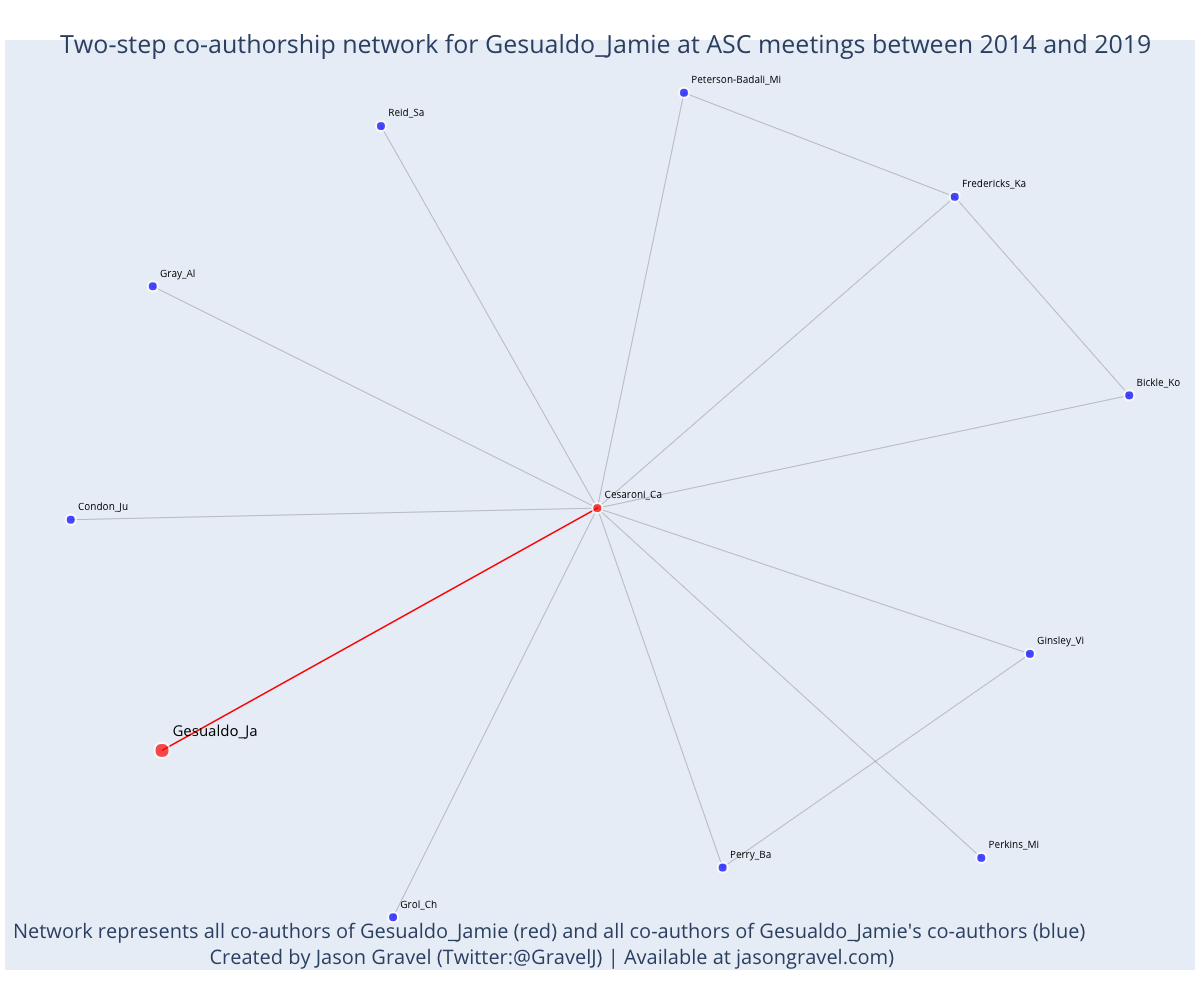 Two-step co-authorship network for Gesualdo_Jamie at ASC meetings between 2014 and 2019
Peterson-Badali_Mi
Reid_Sa
Fredericks_Ka
Gray_Al
Bickle_Ko
Cesaroni_Ca
Condon_Ju
Ginsley_Vi
Gesualdo_Ja
Perkins_Mi
Perry_Ba
Grol_Ch
Network represents all co-authors of Gesualdo_Jamie (red) and all co-authors of Gesualdo_Jamie's co-authors (blue)
Created by Jason Gravel (Twitter:@GravelJ) | Available at jasongravel.com)